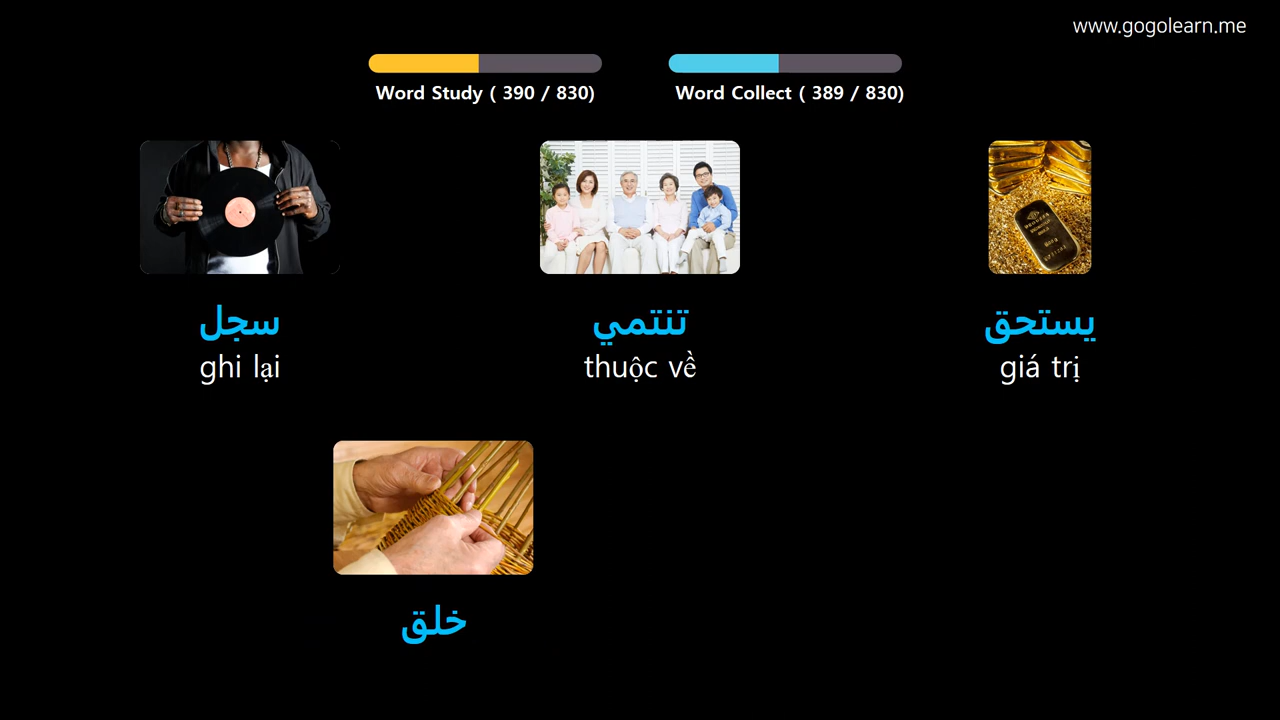 www.gogolearn.me
Word Study ( 390 / 830)
Word Collect ( 389 / 830)
سجل
ghi lại
تنتمي
thuộc về
يستحق
giá trị
خلق